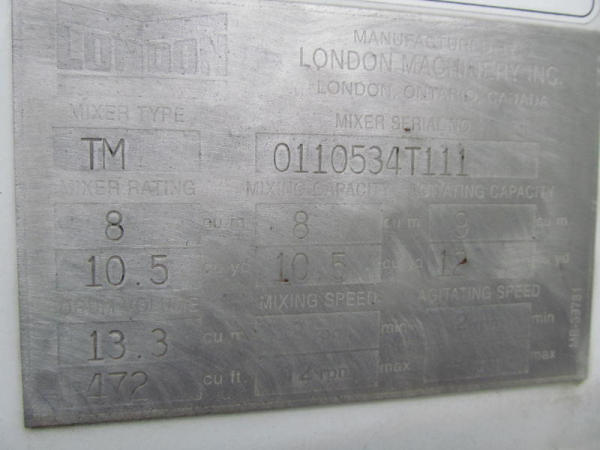 LONDON
MANUFACTURED
LONDON MACHINERY INC.
LONDON, ONTARIO, CANADA
MIXER TYPE MIXER SERIAL NO.
TM 0110534T111
MIXER RATING MIXING CAPACITY AGITATING CAPACITY
8 cu m 8 cu m 9 cu m
10.5 cu yd 10.5 cu yd 12 cu yd
DRUM VOLUME MIXING SPEED AGITATING SPEED
13.3 cu m min min
472 cu ft. 12 rpm max max